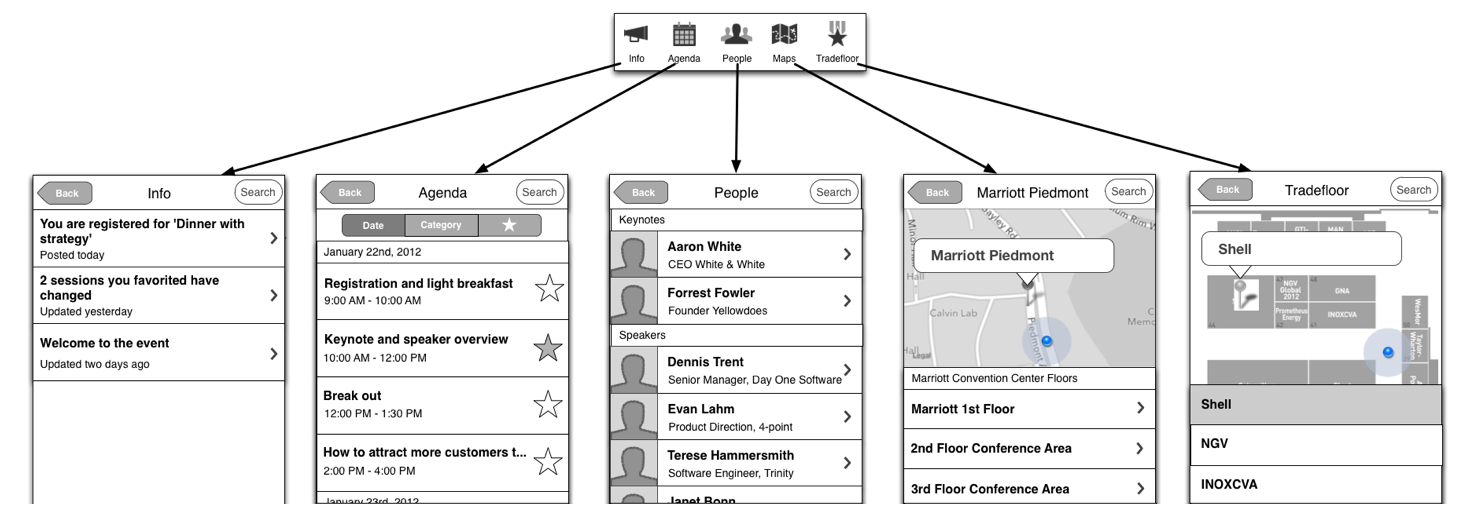 Info
Agenda
People
Maps
Tradefloor
Back
Info
Search
You are registered for 'Dinner with
strategy'
Posted today
2 sessions you favorited have
changed
Updated yesterday
Welcome to the event
Updated two days ago
Back
Agenda
Search
Date
Category
January 22nd, 2012
Registration and light breakfast
9:00 AM - 10:00 AM
Keynote and speaker overview
10:00 AM - 12:00 PM
Break out
12:00 PM - 1:30 PM
How to attract more customers t...
2:00 PM - 4:00 PM
January 23rd, 2012
Back
People
Search
Keynotes
Aaron White
CEO White & White
Forrest Fowler
Founder Yellowdoes
Speakers
Dennis Trent
Senior Manager, Day One Software
Evan Lahm
Product Direction, 4-point
Terese Hammersmith
Software Engineer, Trinity
Janet Bonn
Back
Marriott Piedmont
Search
Marriott Piedmont
Hall
Calvin Lab
Piedmont
Legal
Marriott Convention Center Floors
Marriott 1st Floor
2nd Floor Conference Area
3rd Floor Conference Area
Back
Tradefloor
Search
GTI
MAN
Shell
NGV
Global
2012
GNA
Prometheus
Energy
INOXCVA
WesMor
Taylor-
Wharton
Shell
NGV
INOXCVA